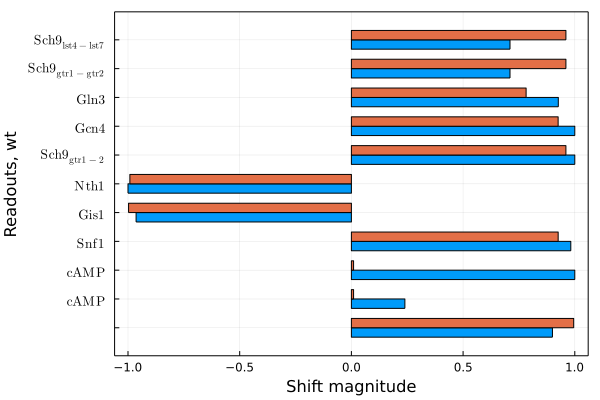 Sch9lst4 − lst7
Sch9gtr1 − gtr2
Gln3
Gcn4
Sch9gtr1 − 2
Nth1
Gis1
Snf1
cAMP
cAMP
Readouts, wt
−1.0 −0.5 0.0 0.5 1.0
Shift magnitude